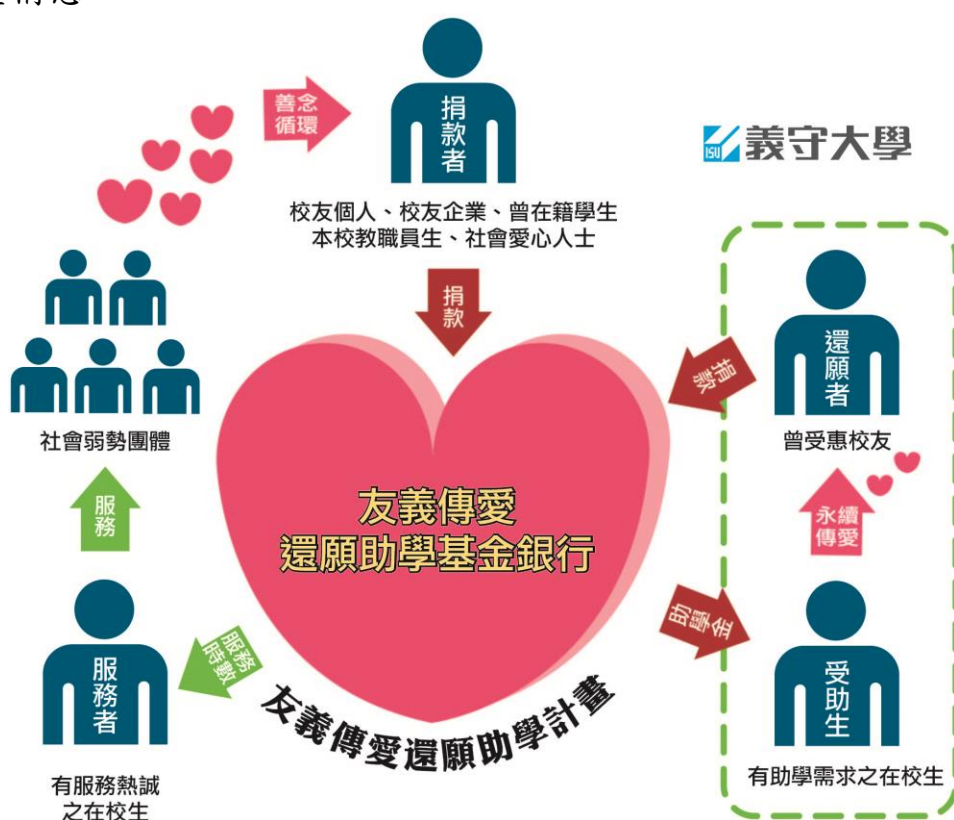 善念
循環
捐款者
ISU 義守大學
校友個人、校友企業、曾在籍學生
本校教職員生、社會愛心人士
捐款
還願者
捐款
曾受惠校友
社會弱勢團體
服務
友義傳愛
還願助學基金銀行
永續
傳愛
助學金
受助生
服務
時數
服務者
友義傳愛還願助學計畫
有助學需求之在校生
有服務熱誠
之在校生